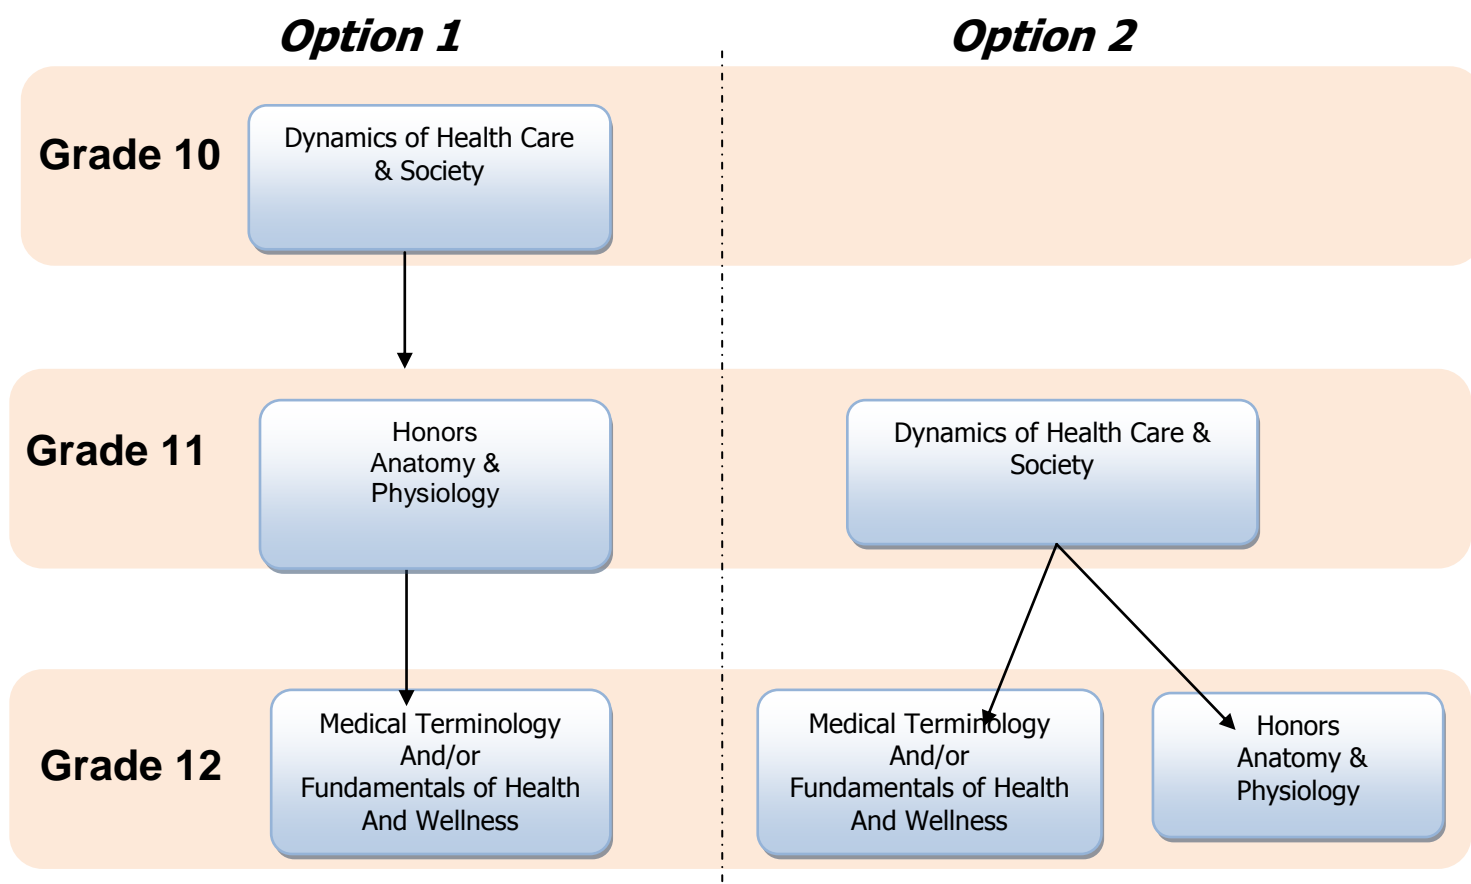 Option 1
Option 2
Grade 10
Dynamics of Health Care
& Society
Grade 11
Honors
Anatomy &
Physiology
Dynamics of Health Care &
Society
Grade 12
Medical Terminology
And/or
Fundamentals of Health
And Wellness
Medical Terminology
And/or
Fundamentals of Health
And Wellness
Honors
Anatomy &
Physiology